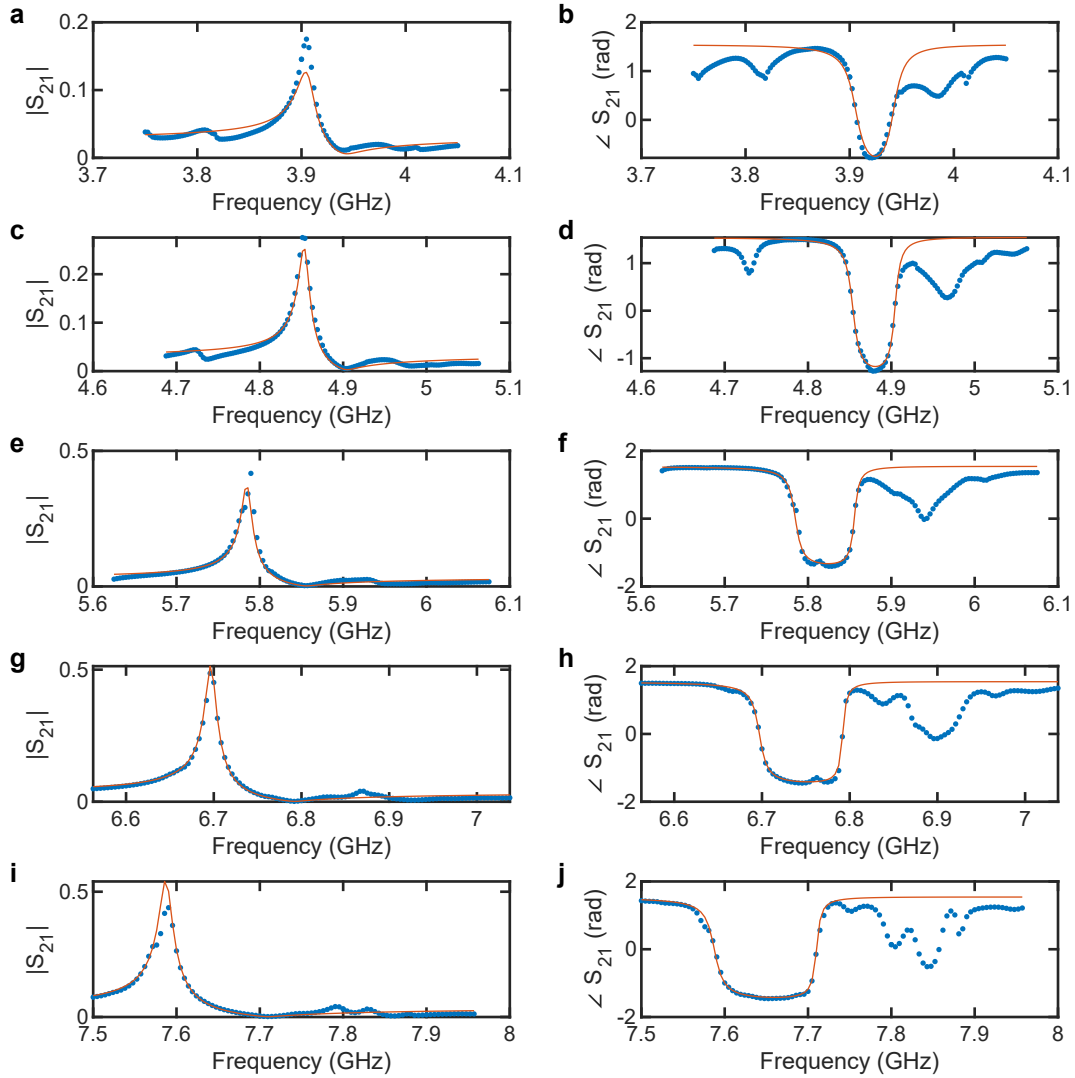 a
0.2
0.1
0
|S21|
3.7 3.8 3.9 4 4.1
Frequency (GHz)
b
2
1
0
∠ S21 (rad)
3.7 3.8 3.9 4 4.1
Frequency (GHz)
c
0.2
0.1
0
|S21|
4.6 4.7 4.8 4.9 5 5.1
Frequency (GHz)
d
1
0
-1
∠ S21 (rad)
4.6 4.7 4.8 4.9 5 5.1
Frequency (GHz)
e
0.5
0
|S21|
5.6 5.7 5.8 5.9 6 6.1
Frequency (GHz)
f
2
0
-2
∠ S21 (rad)
5.6 5.7 5.8 5.9 6 6.1
Frequency (GHz)
g
0.5
0
|S21|
6.6 6.7 6.8 6.9 7
Frequency (GHz)
h
2
0
-2
∠ S21 (rad)
6.6 6.7 6.8 6.9 7
Frequency (GHz)
i
0.5
0
|S21|
7.5 7.6 7.7 7.8 7.9 8
Frequency (GHz)
j
2
0
-2
∠ S21 (rad)
7.5 7.6 7.7 7.8 7.9 8
Frequency (GHz)